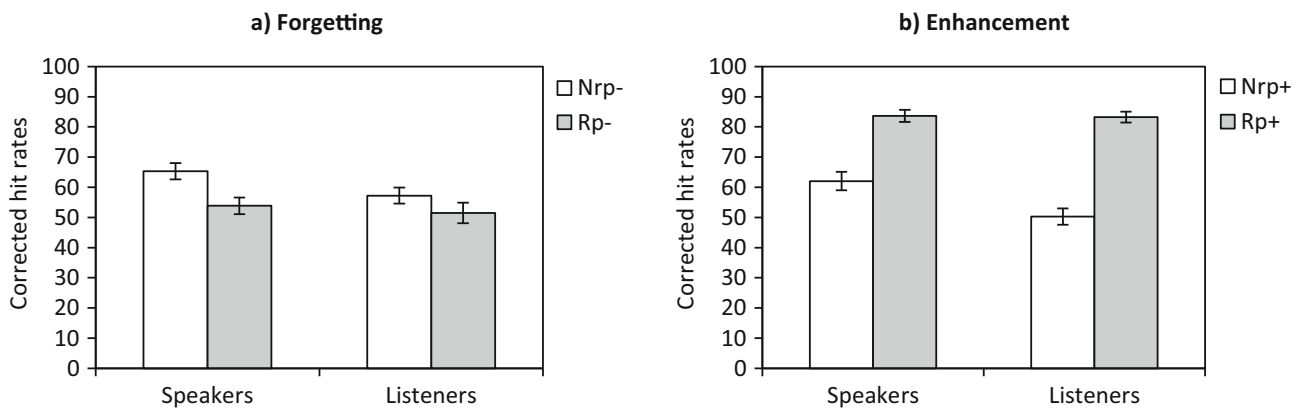 a) Forgetting
Corrected hit rates
100
90
80
70
60
50
40
30
20
10
0
Speakers
Listeners
Nrp-
Rp-
b) Enhancement
Corrected hit rates
100
90
80
70
60
50
40
30
20
10
0
Speakers
Listeners
Nrp+
Rp+